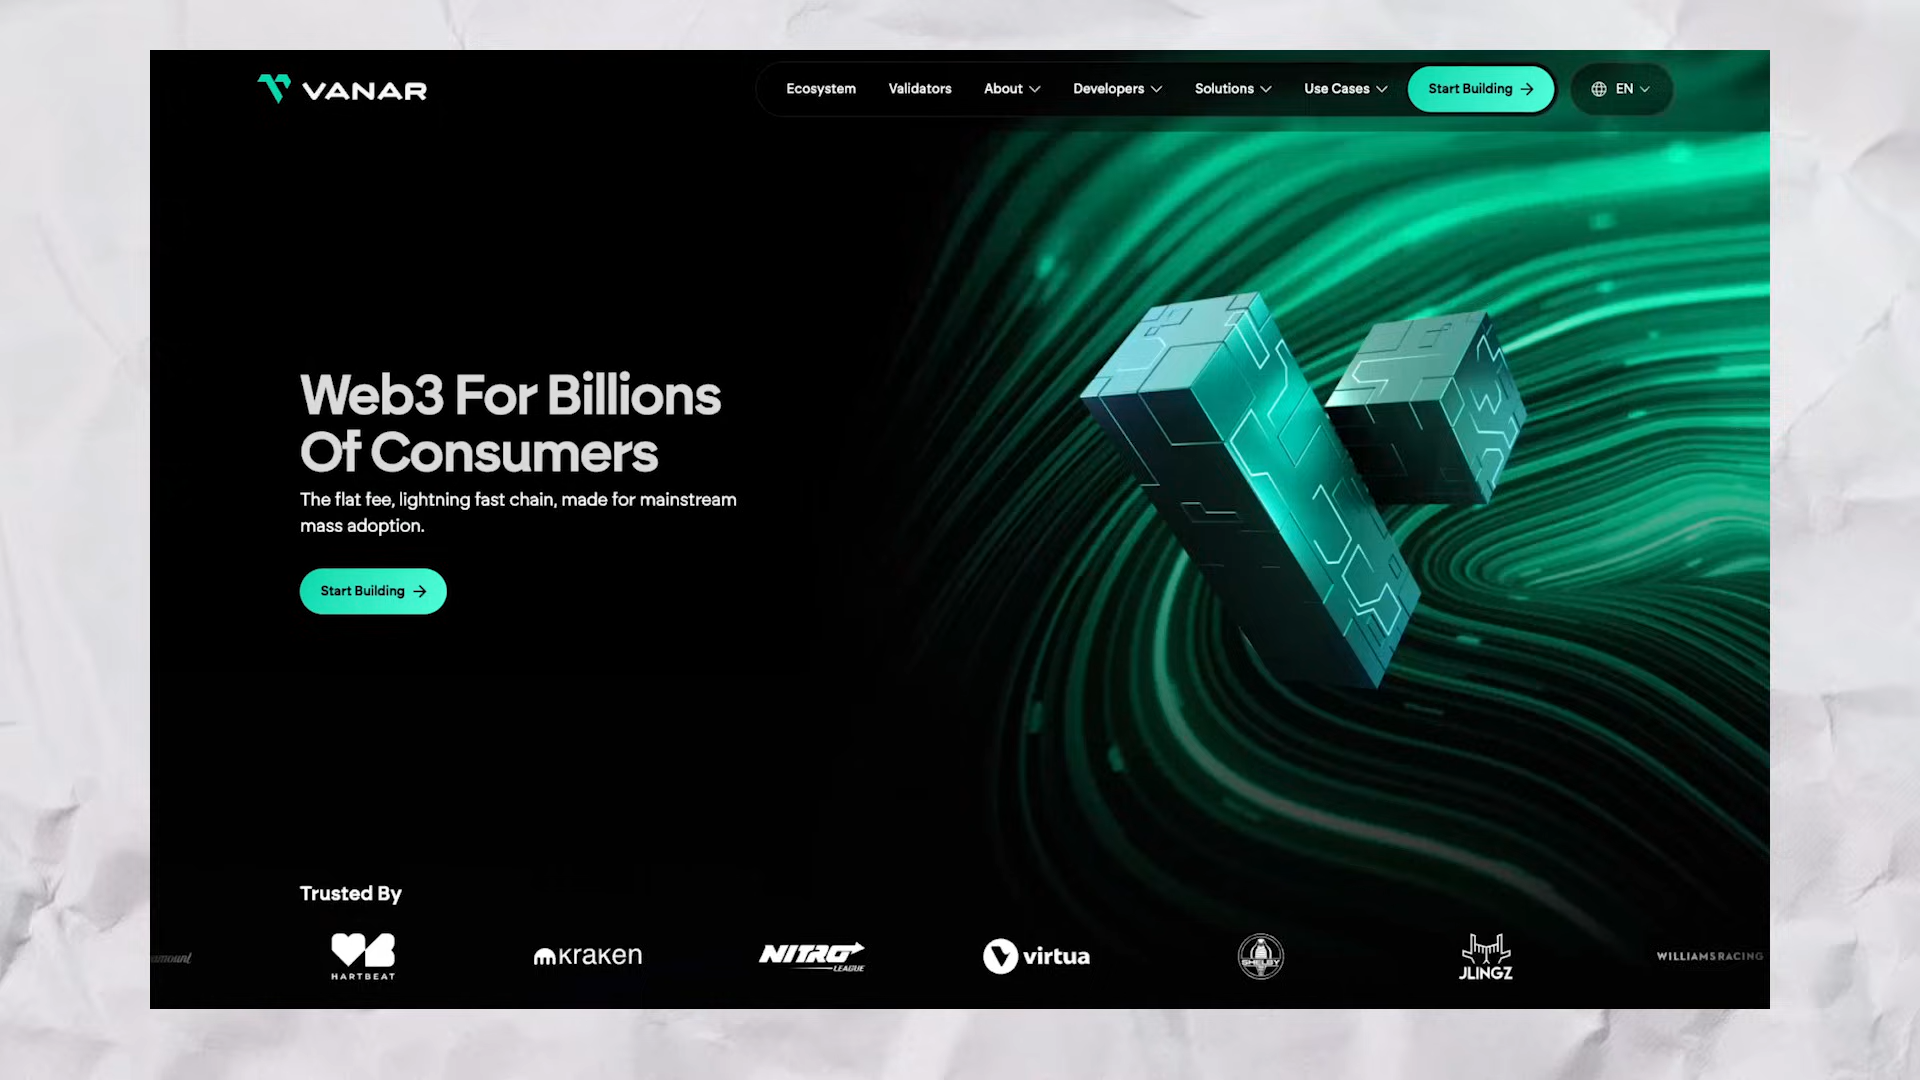 VANAR
Ecosystem
Validators
About
Developers
Solutions
Use Cases
Start Building
EN
Web3 For Billions
Of Consumers
The flat fee, lightning fast chain, made for mainstream
mass adoption.
Start Building
Trusted By
amount
HARTBEAT
kraken
NITRO
LEAGUE
virtua
SHELBY
JLINGZ
WILLIAMS RACING